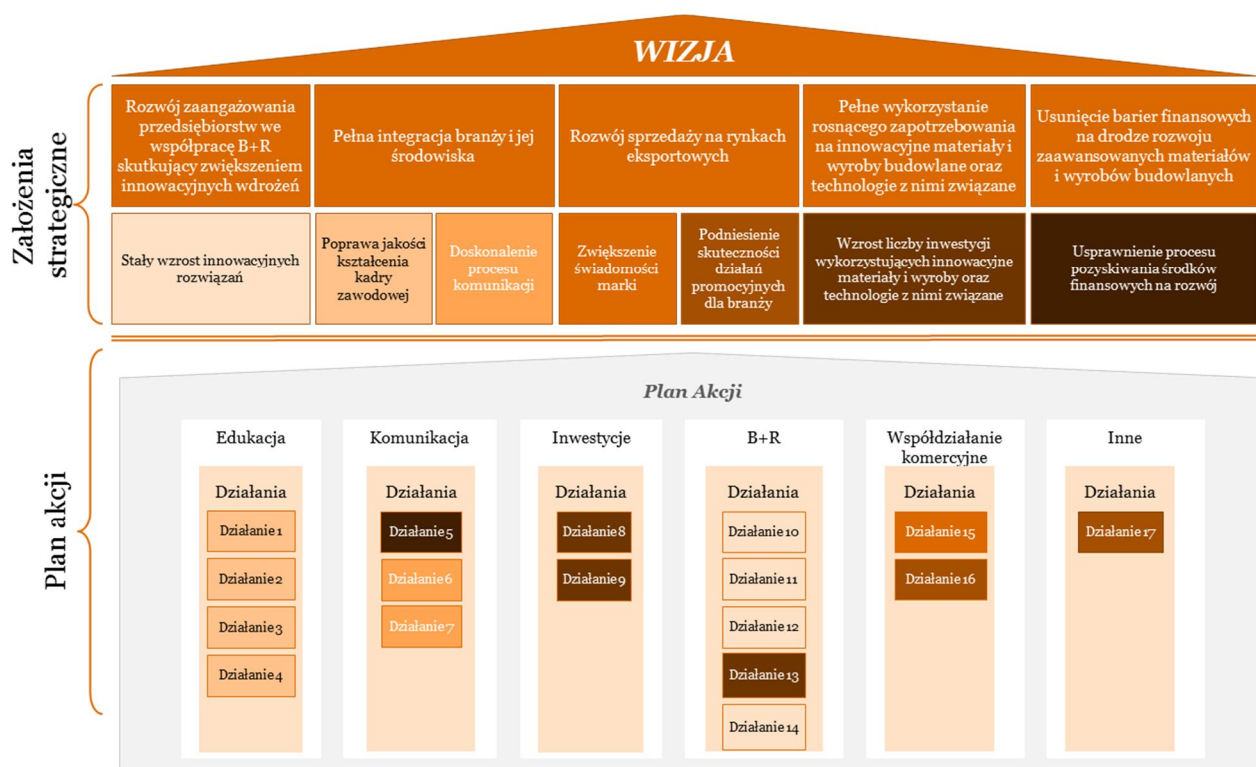 WIZJA
Założenia
strategiczne
Rozwój zaangażowania
przedsiębiorstw we
współpracę B+R
skutkujący zwiększeniem
innowacyjnych wdrożeń
Pełna integracja branży i jej
środowiska
Rozwój sprzedaży na rynkach
eksportowych
Pełne wykorzystanie
rosnącego zapotrzebowania
na innowacyjne materiały i
wyroby budowlane oraz
technologie z nimi związane
Usunięcie barier finansowych
na drodze rozwoju
zaawansowanych materiałów
i wyrobów budowlanych
Stały wzrost innowacyjnych
rozwiązań
Poprawa jakości
kształcenia
kadry
zawodowej
Doskonalenie
procesu
komunikacji
Zwiększenie
świadomości
marki
Podniesienie
skuteczności
działań
promocyjnych
dla branży
Wzrost liczby inwestycji
wykorzystujących innowacyjne
materiały i wyroby oraz
technologie z nimi związane
Usprawnienie procesu
pozyskiwania środków
finansowych na rozwój
Plan akcji
Plan Akcji
Edukacja
Działania
Działanie 1
Działanie 2
Działanie 3
Działanie 4
Komunikacja
Działania
Działanie 5
Działanie 6
Działanie 7
Inwestycje
Działania
Działanie 8
Działanie 9
B+R
Działania
Działanie 10
Działanie 11
Działanie 12
Działanie 13
Działanie 14
Współdziałanie
komercyjne
Działania
Działanie 15
Działanie 16
Inne
Działania
Działanie 17